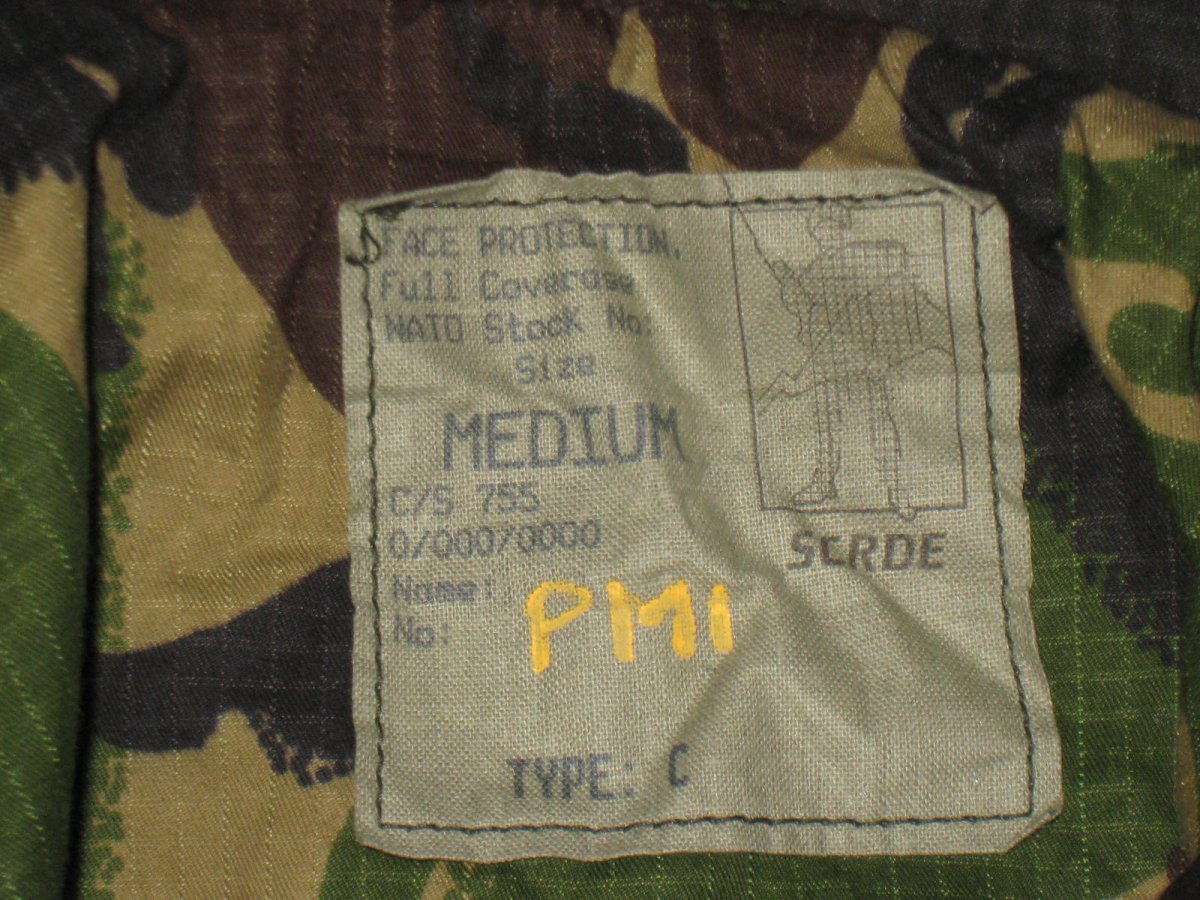 FACE PROTECTION,
Full Coverage
NATO Stock No:
Size
MEDIUM
C/S 755
0/000/0000
Name:
No:
PM1
TYPE: C
SCRDE